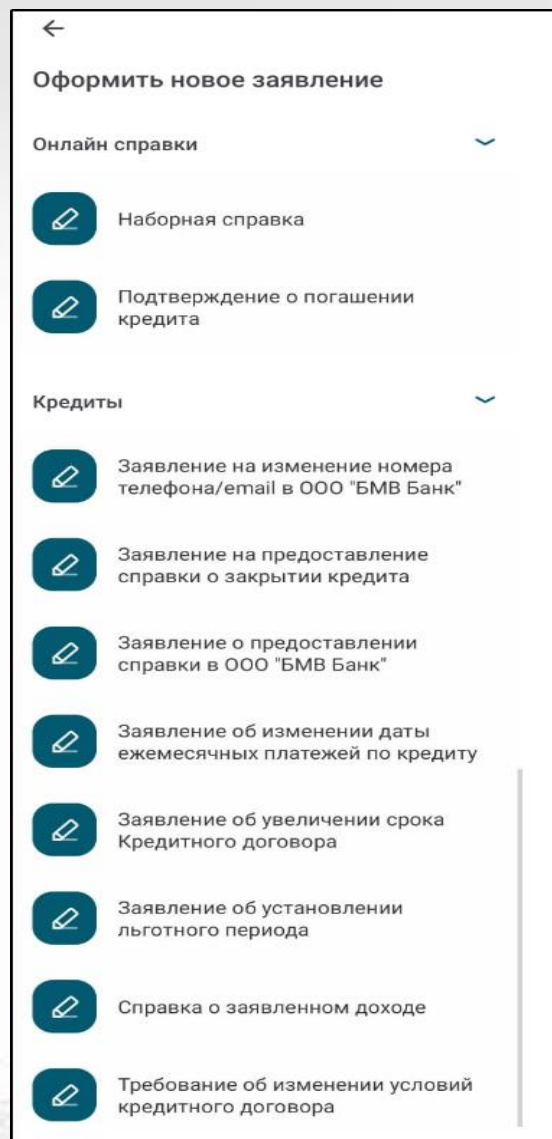 Оформить новое заявление
Онлайн справки
Наборная справка
Подтверждение о погашении
кредита
Кредиты
Заявление на изменение номера
телефона/email в ООО "БМВ Банк"
Заявление на предоставление
справки о закрытии кредита
Заявление о предоставлении
справки в ООО "БМВ Банк"
Заявление об изменении даты
ежемесячных платежей по кредиту
Заявление об увеличении срока
Кредитного договора
Заявление об установлении
льготного периода
Справка о заявленном доходе
Требование об изменении условий
кредитного договора